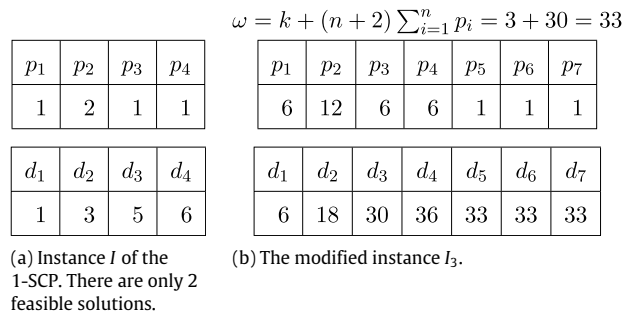 ω = k + (n + 2) ∑ⁿᵢ₌₁ pᵢ = 3 + 30 = 33
p₁ p₂ p₃ p₄
1 2 1 1
d₁ d₂ d₃ d₄
1 3 5 6
(a) Instance I of the
1-SCP. There are only 2
feasible solutions.
p₁ p₂ p₃ p₄ p₅ p₆ p₇
6 12 6 6 1 1 1
d₁ d₂ d₃ d₄ d₅ d₆ d₇
6 18 30 36 33 33 33
(b) The modified instance I₃.